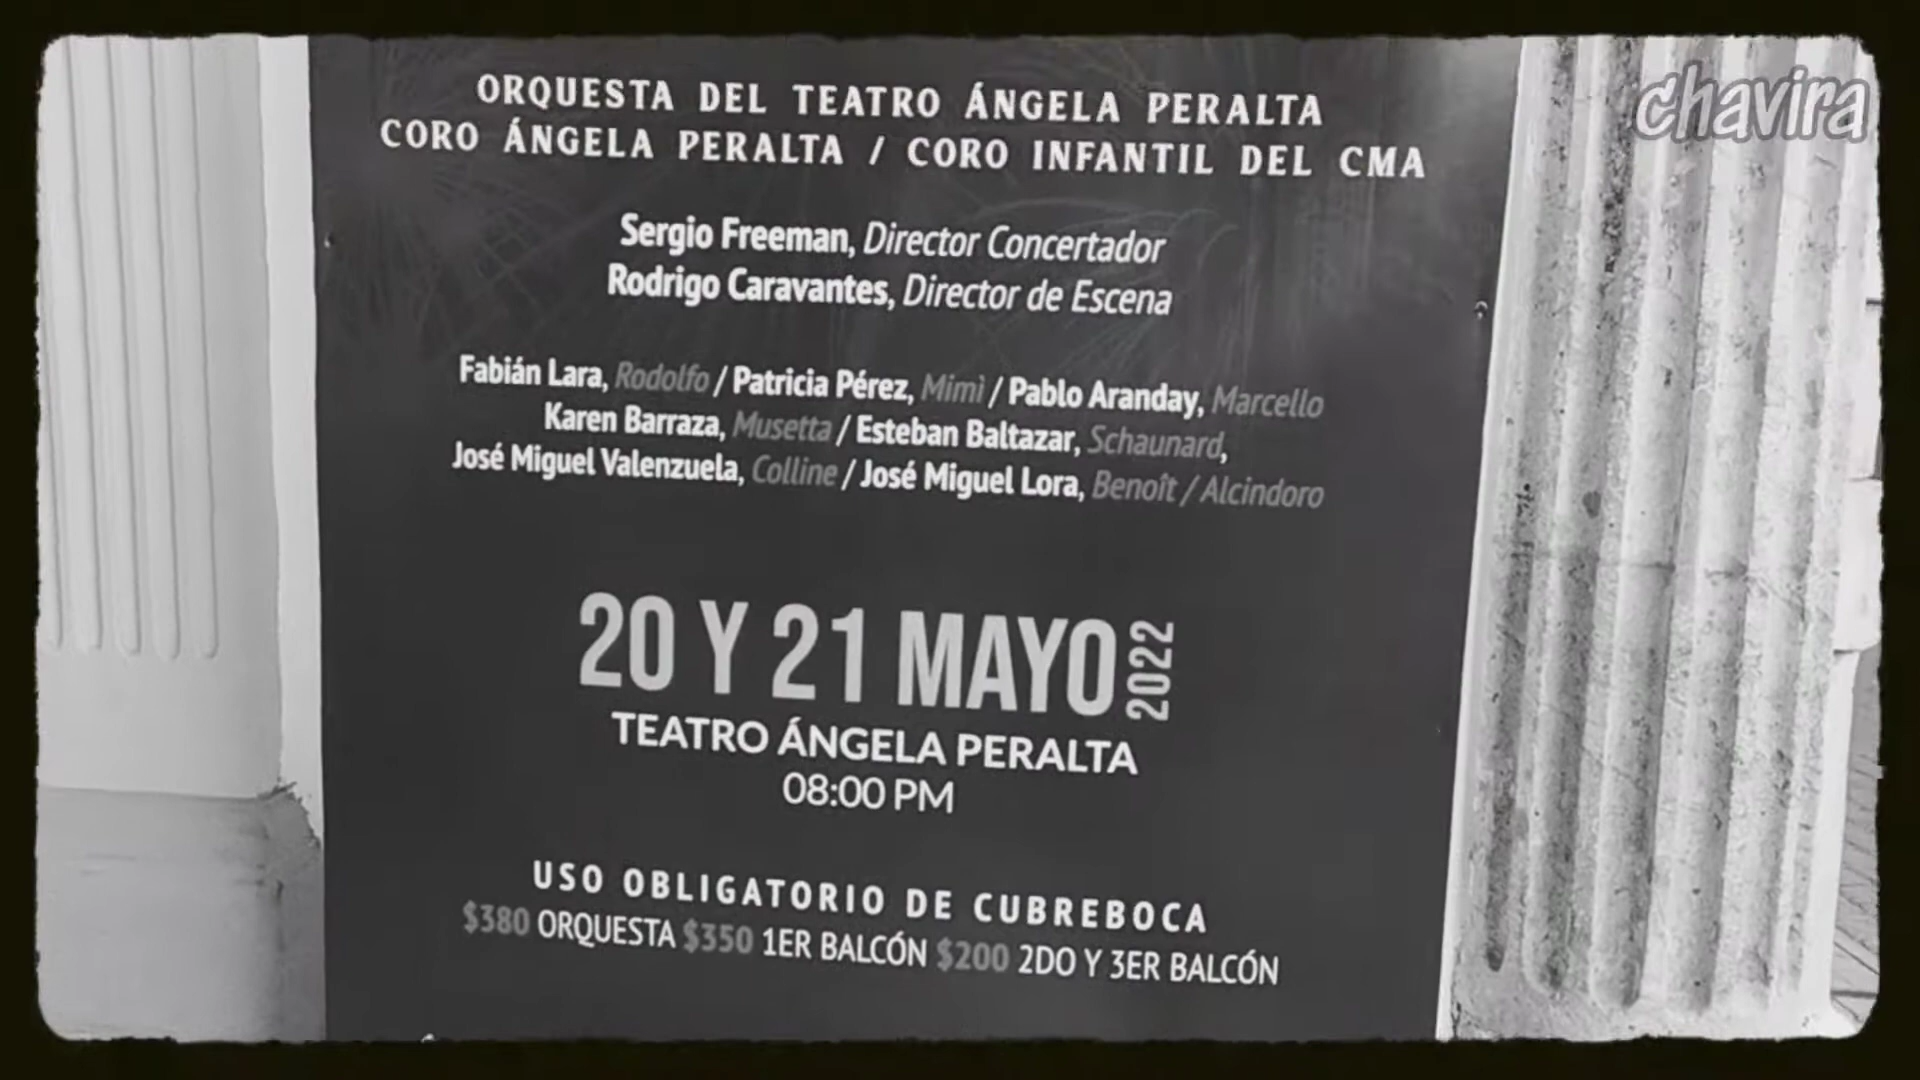 chavira
ORQUESTA DEL TEATRO ÁNGELA PERALTA
CORO ÁNGELA PERALTA / CORO INFANTIL DEL CMA
Sergio Freeman, Director Concertador
Rodrigo Caravantes, Director de Escena
Fabián Lara, Rodolfo / Patricia Pérez, Mimì / Pablo Aranday, Marcello
Karen Barraza, Musetta / Esteban Baltazar, Schaunard,
José Miguel Valenzuela, Colline / José Miguel Lora, Benoît / Alcindoro
20 Y 21 MAYO 2022
TEATRO ÁNGELA PERALTA
08:00 PM
USO OBLIGATORIO DE CUBREBOCA
$380 ORQUESTA $350 1ER BALCÓN $200 2DO Y 3ER BALCÓN